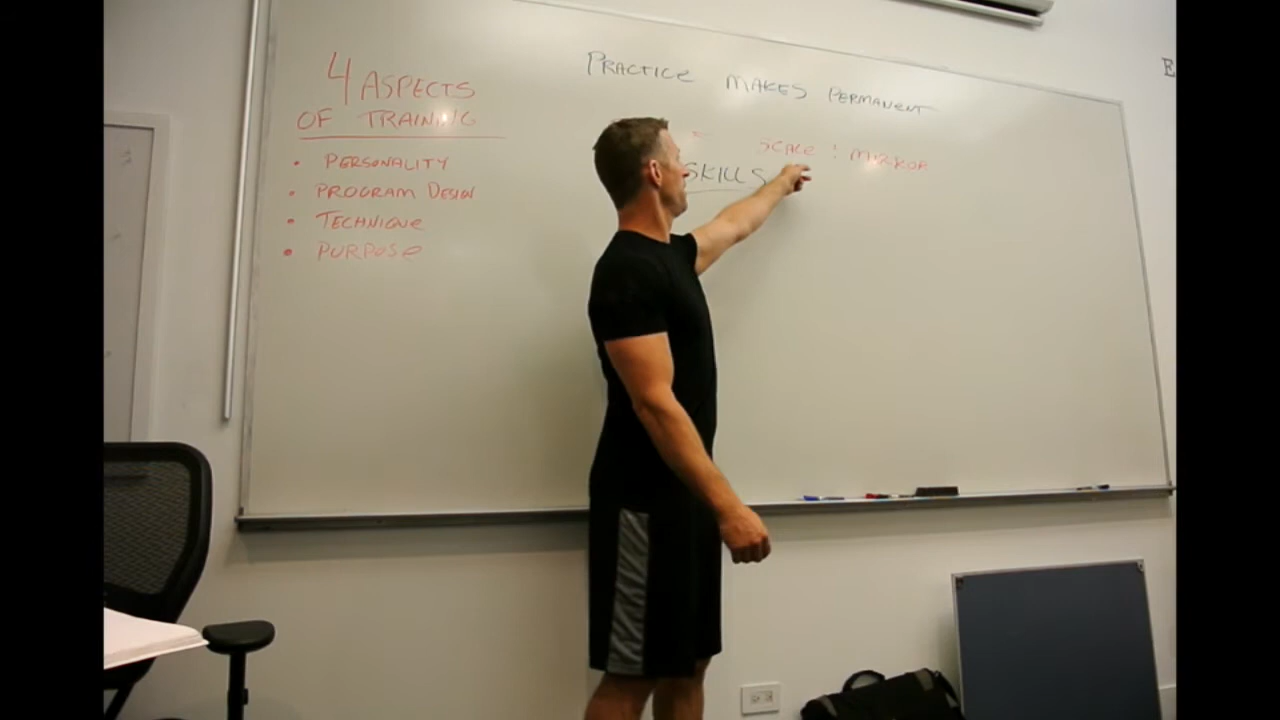 4 ASPECTS
OF TRAINING
• PERSONALITY
• PROGRAM DESIGN
• TECHNIQUE
• PURPOSE
PRACTICE MAKES PERMANENT
SCALE : MIRROR
SKILLS
E